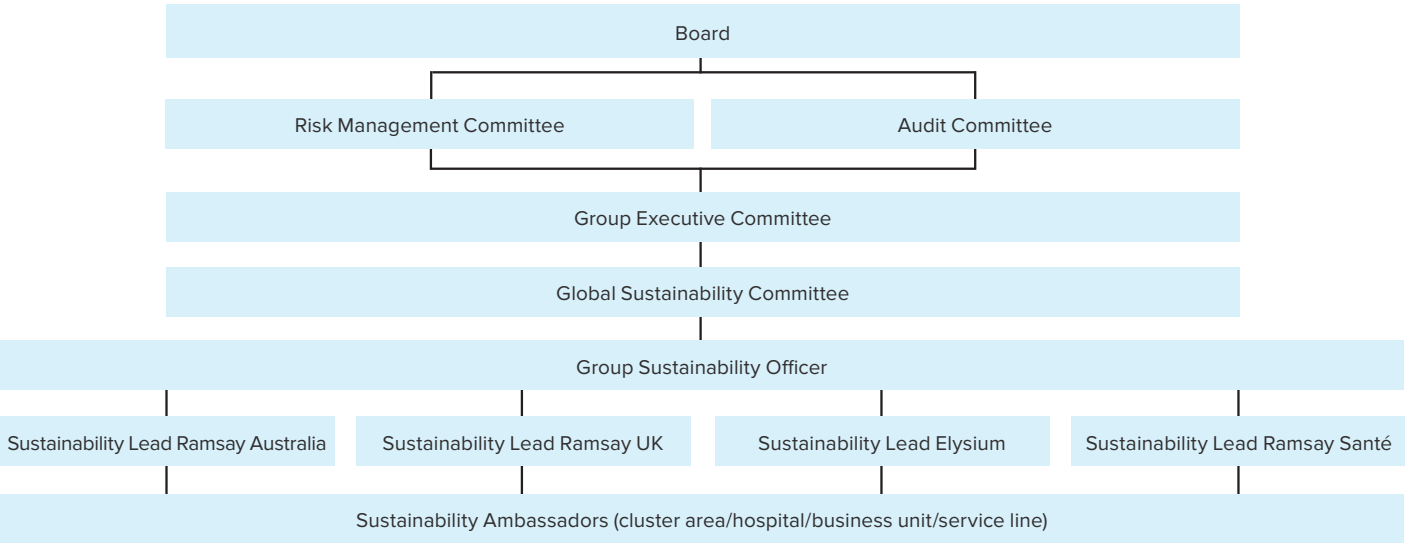 Board
Risk Management Committee
Audit Committee
Group Executive Committee
Global Sustainability Committee
Group Sustainability Officer
Sustainability Lead Ramsay Australia
Sustainability Lead Ramsay UK
Sustainability Lead Elysium
Sustainability Lead Ramsay Santé
Sustainability Ambassadors (cluster area/hospital/business unit/service line)